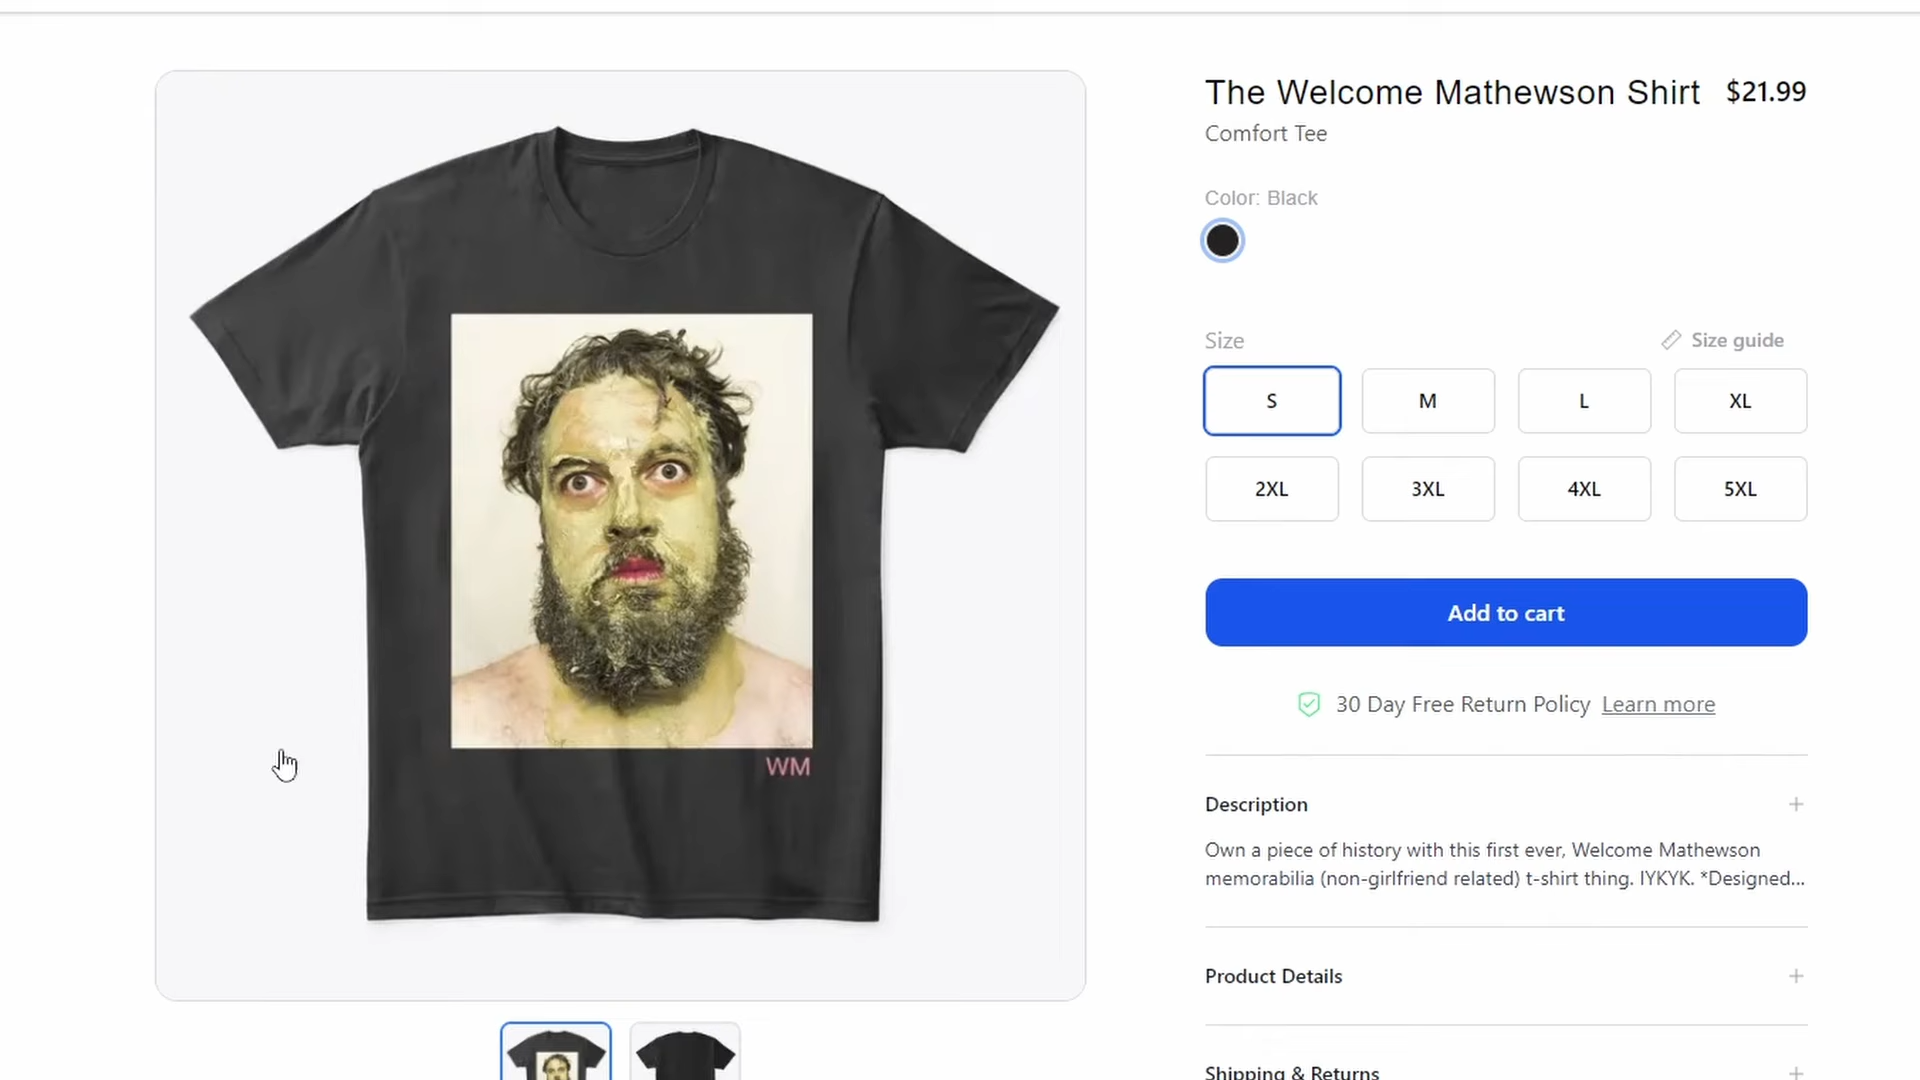 The Welcome Mathewson Shirt $21.99
Comfort Tee
Color: Black
Size Size guide
S M L XL
2XL 3XL 4XL 5XL
Add to cart
30 Day Free Return Policy Learn more
WM
Description
Own a piece of history with this first ever, Welcome Mathewson
memorabilia (non-girlfriend related) t-shirt thing. IYKYK. *Designed...
Product Details
Shipping & Returns